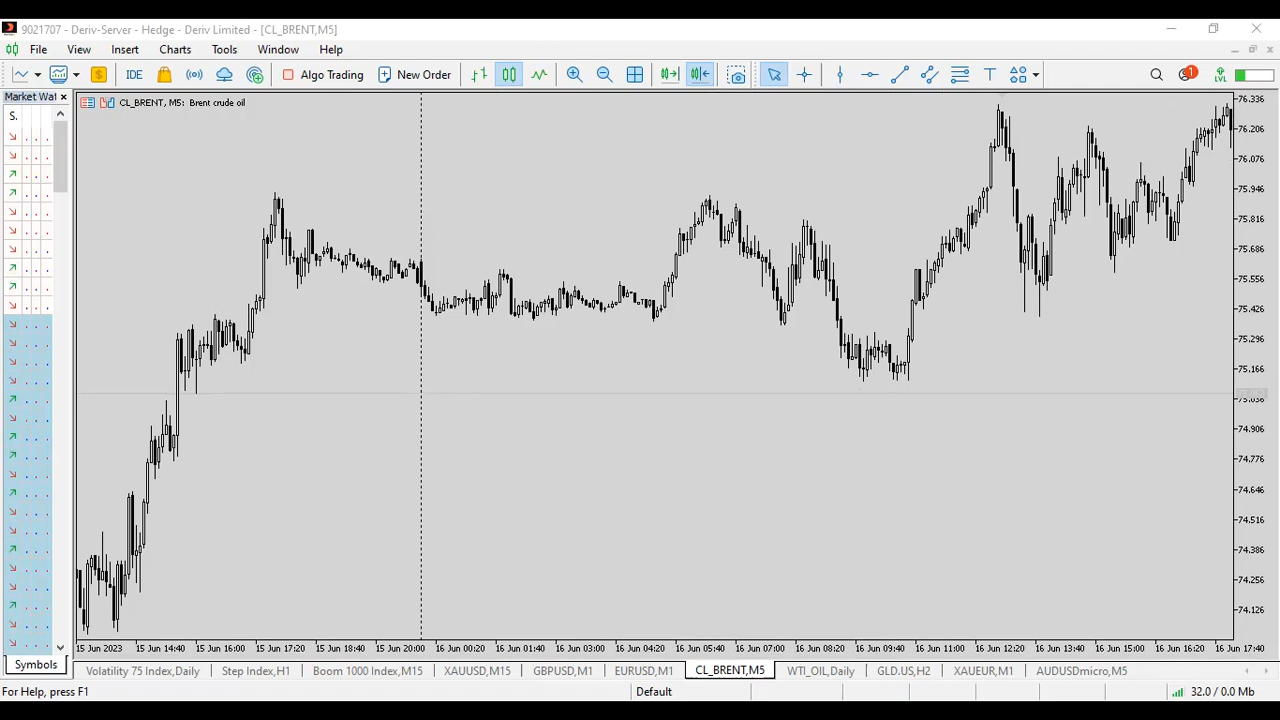 9021707 - Deriv-Server - Hedge - Deriv Limited - [CL_BRENT,M5]
File View Insert Charts Tools Window Help
IDE Algo Trading New Order 1 LVL
Market Wat
CL_BRENT, M5: Brent crude oil
S.
76.336
76.206
76.076
75.946
75.816
75.686
75.556
75.426
75.296
75.166
75.036
74.906
74.776
74.646
74.516
74.386
74.256
74.126
15 Jun 2023 15 Jun 14:40 15 Jun 16:00 15 Jun 17:20 15 Jun 18:40 15 Jun 20:00 16 Jun 00:20 16 Jun 01:40 16 Jun 03:00 16 Jun 04:20 16 Jun 05:40 16 Jun 07:00 16 Jun 08:20 16 Jun 09:40 16 Jun 11:00 16 Jun 12:20 16 Jun 13:40 16 Jun 15:00 16 Jun 16:20 16 Jun 17:40
Symbols
Volatility 75 Index,Daily Step Index,H1 Boom 1000 Index,M15 XAUUSD,M15 GBPUSD,M1 EURUSD,M1 CL_BRENT,M5 WTI_OIL,Daily GLD.US,H2 XAUEUR,M1 AUDUSDmicro,M5
For Help, press F1 Default 32.0 / 0.0 Mb